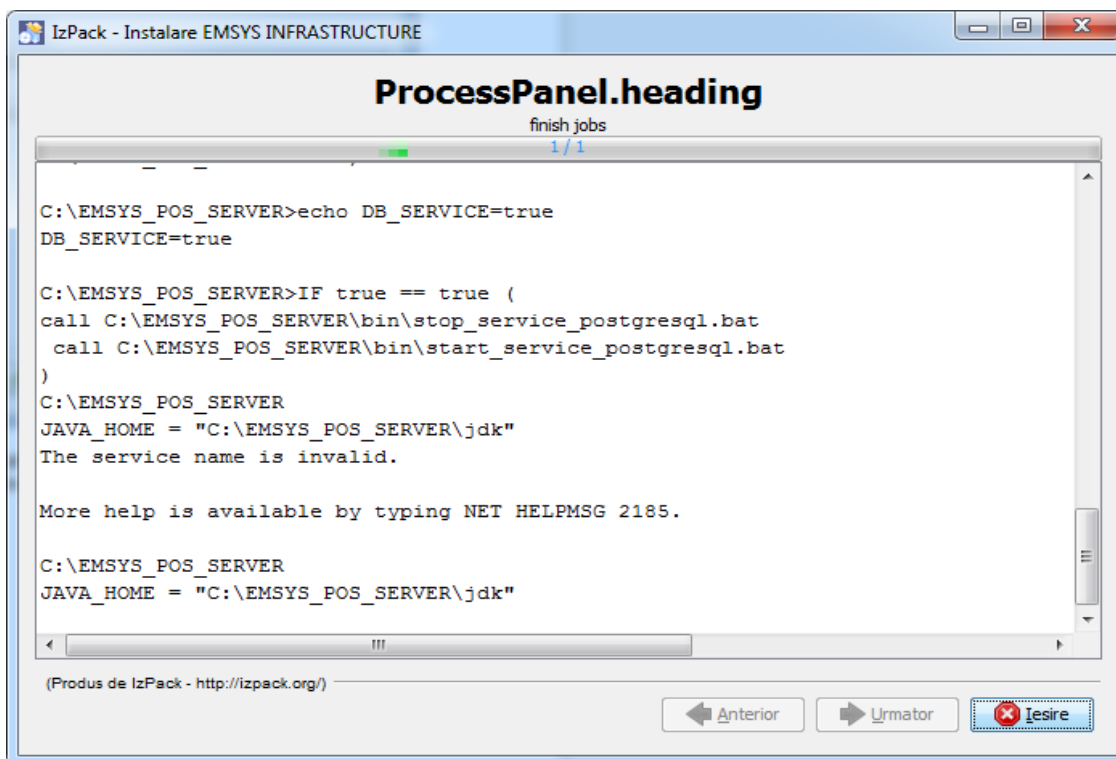 IzPack - Instalare EMSYS INFRASTRUCTURE
ProcessPanel.heading
finish jobs
1 / 1
C:\EMSYS_POS_SERVER>echo DB_SERVICE=true
DB_SERVICE=true
C:\EMSYS_POS_SERVER>IF true == true (
call C:\EMSYS_POS_SERVER\bin\stop_service_postgresql.bat
call C:\EMSYS_POS_SERVER\bin\start_service_postgresql.bat
)
C:\EMSYS_POS_SERVER
JAVA_HOME = "C:\EMSYS_POS_SERVER\jdk"
The service name is invalid.
More help is available by typing NET HELPMSG 2185.
C:\EMSYS_POS_SERVER
JAVA_HOME = "C:\EMSYS_POS_SERVER\jdk"
(Produs de IzPack - http://izpack.org/)
Anterior
Urmator
Iesire